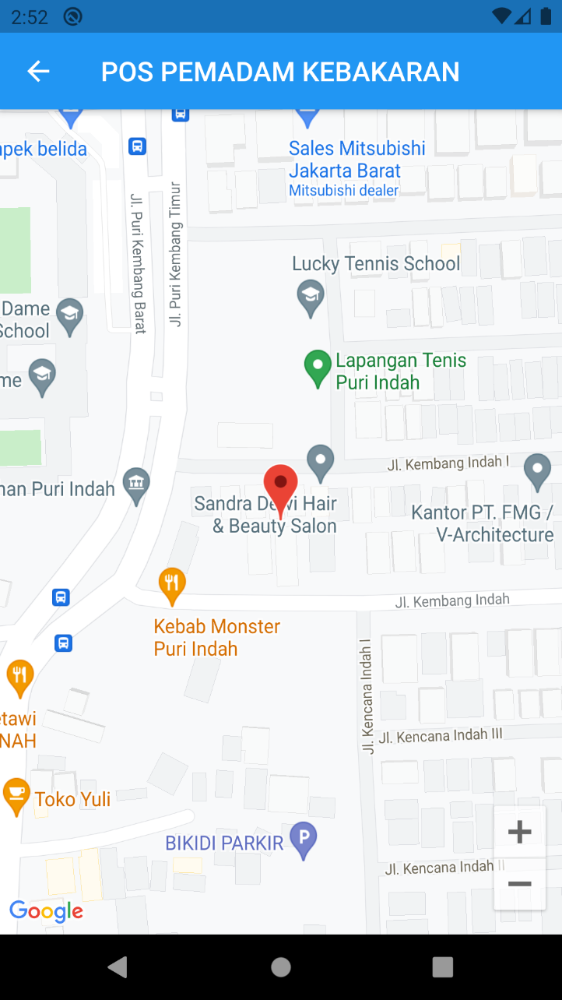 2:52
POS PEMADAM KEBAKARAN
pek belida
Sales Mitsubishi
Jakarta Barat
Mitsubishi dealer
Jl. Puri Kembang Barat
Jl. Puri Kembang Timur
Lucky Tennis School
Dame
School
Lapangan Tenis
Puri Indah
me
Jl. Kembang Indah I
nan Puri Indah
Sandra Dewi Hair
& Beauty Salon
Kantor PT. FMG /
V-Architecture
Jl. Kembang Indah
Kebab Monster
Puri Indah
Jl. Kencana Indah I
etawi
NAH
Jl. Kencana Indah III
Toko Yuli
BIKIDI PARKIR
P
Jl. Kencana Indah II
+
−
Google